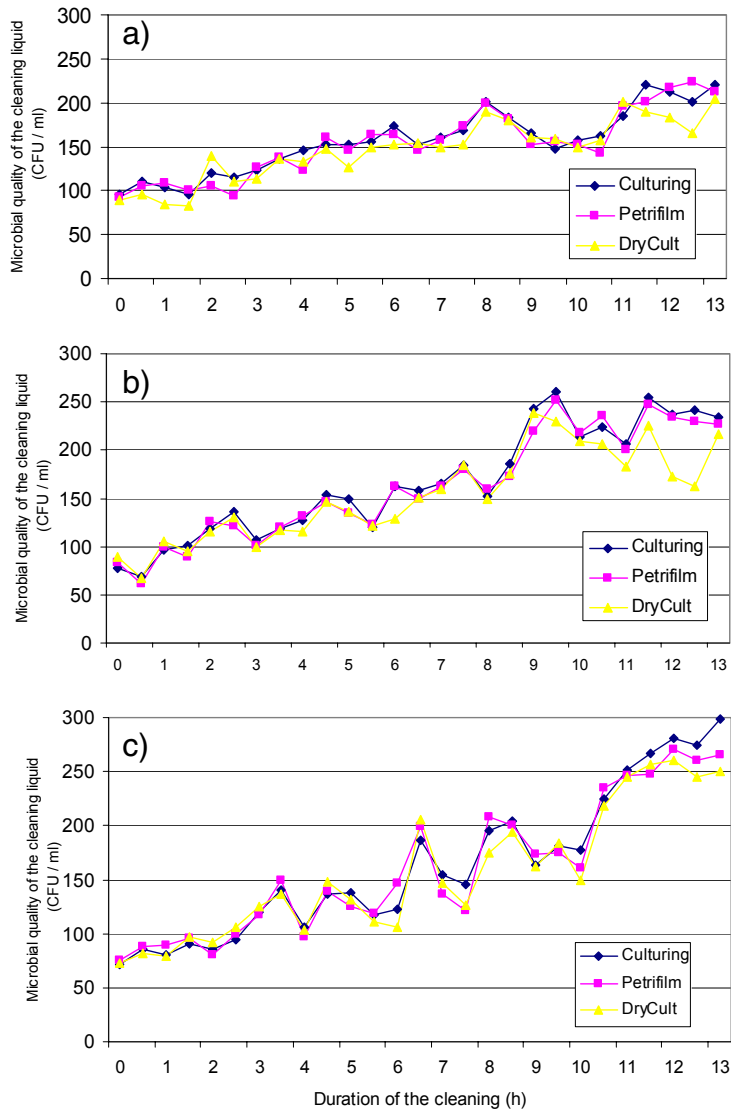 a)
Microbial quality of the cleaning liquid
(CFU / ml)
300
250
200
150
100
50
0
0 1 2 3 4 5 6 7 8 9 10 11 12 13
Culturing
Petrifilm
DryCult
b)
Microbial quality of the cleaning liquid
(CFU / ml)
300
250
200
150
100
50
0
0 1 2 3 4 5 6 7 8 9 10 11 12 13
Culturing
Petrifilm
DryCult
c)
Microbial quality of the cleaning liquid
(CFU / ml)
300
250
200
150
100
50
0
0 1 2 3 4 5 6 7 8 9 10 11 12 13
Culturing
Petrifilm
DryCult
Duration of the cleaning (h)